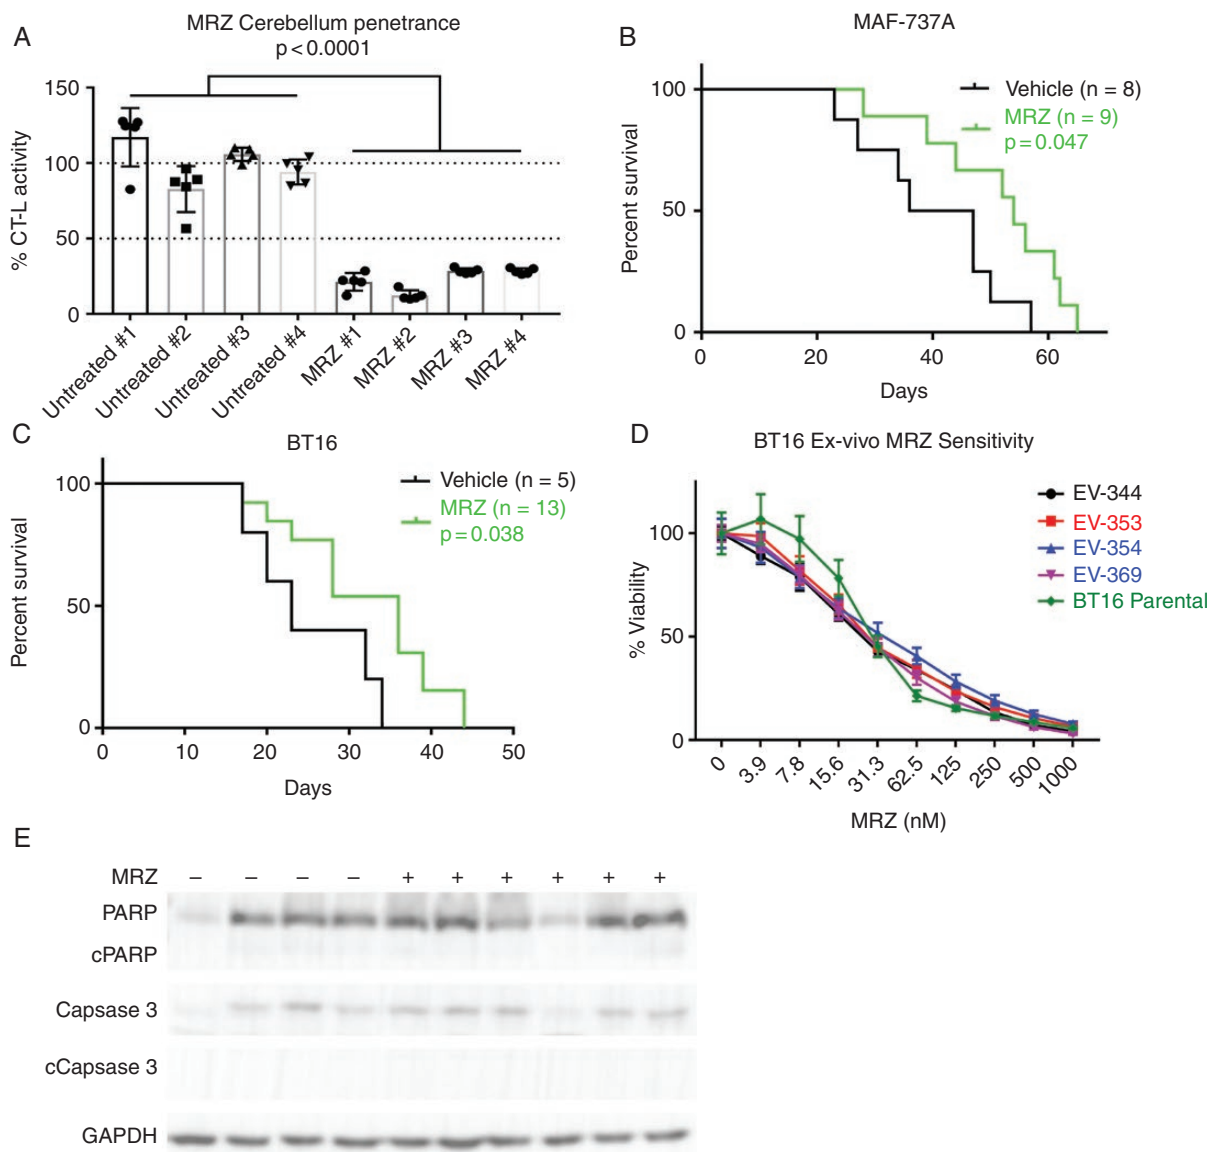 A
MRZ Cerebellum penetrance
p < 0.0001
% CT-L activity
150
100
50
0
Untreated #1
Untreated #2
Untreated #3
Untreated #4
MRZ #1
MRZ #2
MRZ #3
MRZ #4
B
MAF-737A
Percent survival
100
50
0
Vehicle (n = 8)
MRZ (n = 9)
p = 0.047
0 20 40 60
Days
C
BT16
Percent survival
100
50
0
Vehicle (n = 5)
MRZ (n = 13)
p = 0.038
0 10 20 30 40 50
Days
D
BT16 Ex-vivo MRZ Sensitivity
% Viability
100
50
0
EV-344
EV-353
EV-354
EV-369
BT16 Parental
0 3.9 7.8 15.6 31.3 62.5 125 250 500 1000
MRZ (nM)
E
MRZ – – – – + + + + + +
PARP
cPARP
Capsase 3
cCapsase 3
GAPDH